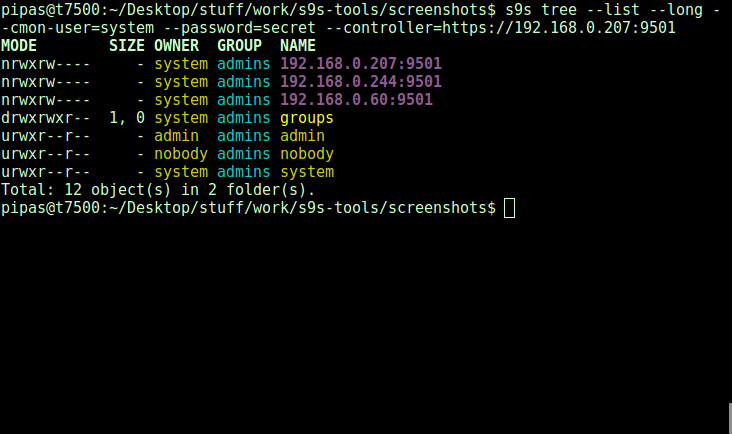 pipas@t7500:~/Desktop/stuff/work/s9s-tools/screenshots$ s9s tree --list --long -
-cmon-user=system --password=secret --controller=https://192.168.0.207:9501
MODE        SIZE OWNER  GROUP  NAME
nrwxrw----     - system admins 192.168.0.207:9501
nrwxrw----     - system admins 192.168.0.244:9501
nrwxrw----     - system admins 192.168.0.60:9501
drwxrwxr--  1, 0 system admins groups
urwxr--r--     - admin  admins admin
urwxr--r--     - nobody admins nobody
urwxr--r--     - system admins system
Total: 12 object(s) in 2 folder(s).
pipas@t7500:~/Desktop/stuff/work/s9s-tools/screenshots$